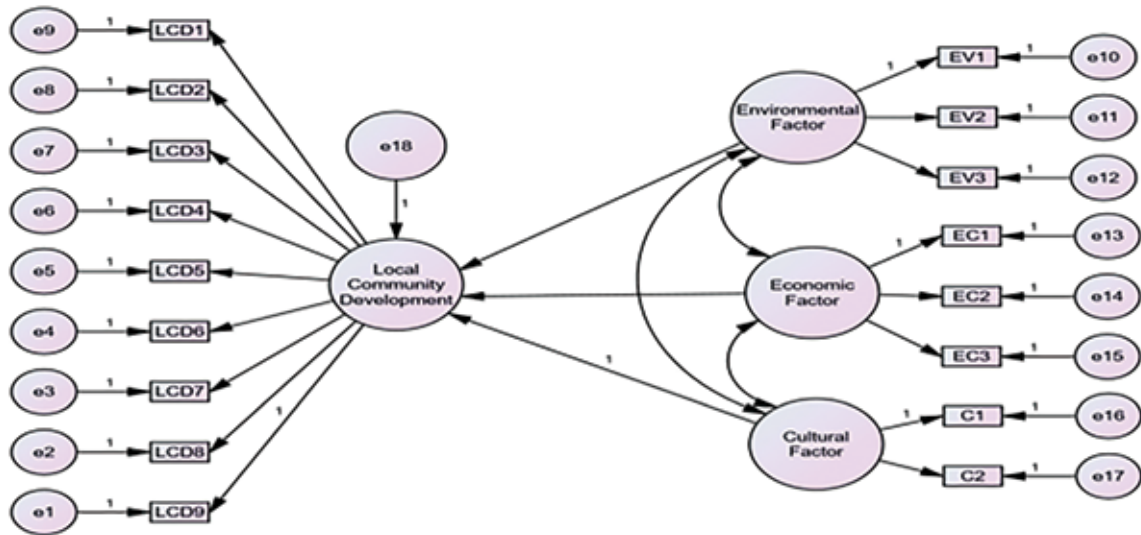 e9
1
LCD1
e8
1
LCD2
e7
1
LCD3
e6
1
LCD4
e5
1
LCD5
e4
1
LCD6
e3
1
LCD7
e2
1
LCD8
e1
1
LCD9
1
e18
1
Local
Community
Development
1
Environmental
Factor
Economic
Factor
Cultural
Factor
1
EV1
1
e10
EV2
1
e11
EV3
1
e12
1
EC1
1
e13
EC2
1
e14
EC3
1
e15
1
C1
1
e16
C2
1
e17